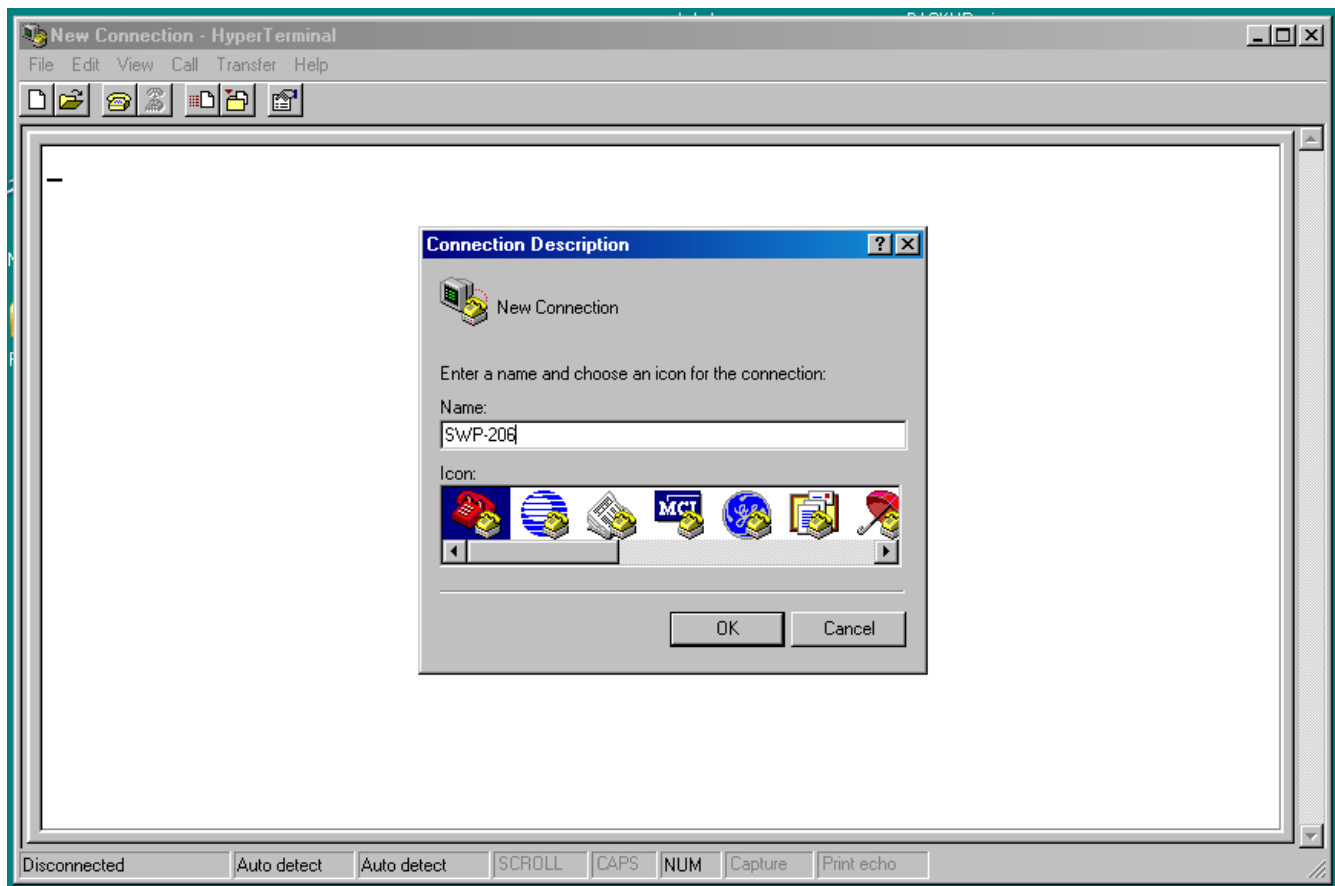 New Connection - HyperTerminal
File Edit View Call Transfer Help
Connection Description
New Connection
Enter a name and choose an icon for the connection:
Name:
SWP-206
Icon:
MCI
OK Cancel
Disconnected Auto detect Auto detect SCROLL CAPS NUM Capture Print echo